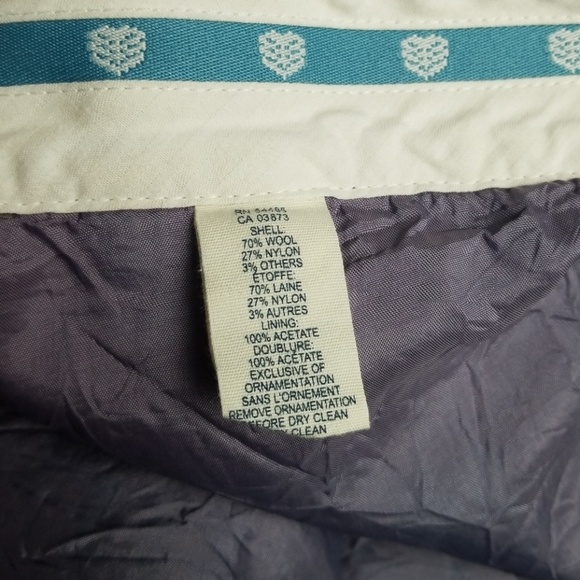 CA 03873
SHELL:
70% WOOL
27% NYLON
3% OTHERS
ÉTOFFE:
70% LAINE
27% NYLON
3% AUTRES
LINING:
100% ACETATE
DOUBLURE:
100% ACÉTATE
EXCLUSIVE OF
ORNAMENTATION
SANS L'ORNEMENT
REMOVE ORNAMENTATION
BEFORE DRY CLEAN
CLEAN